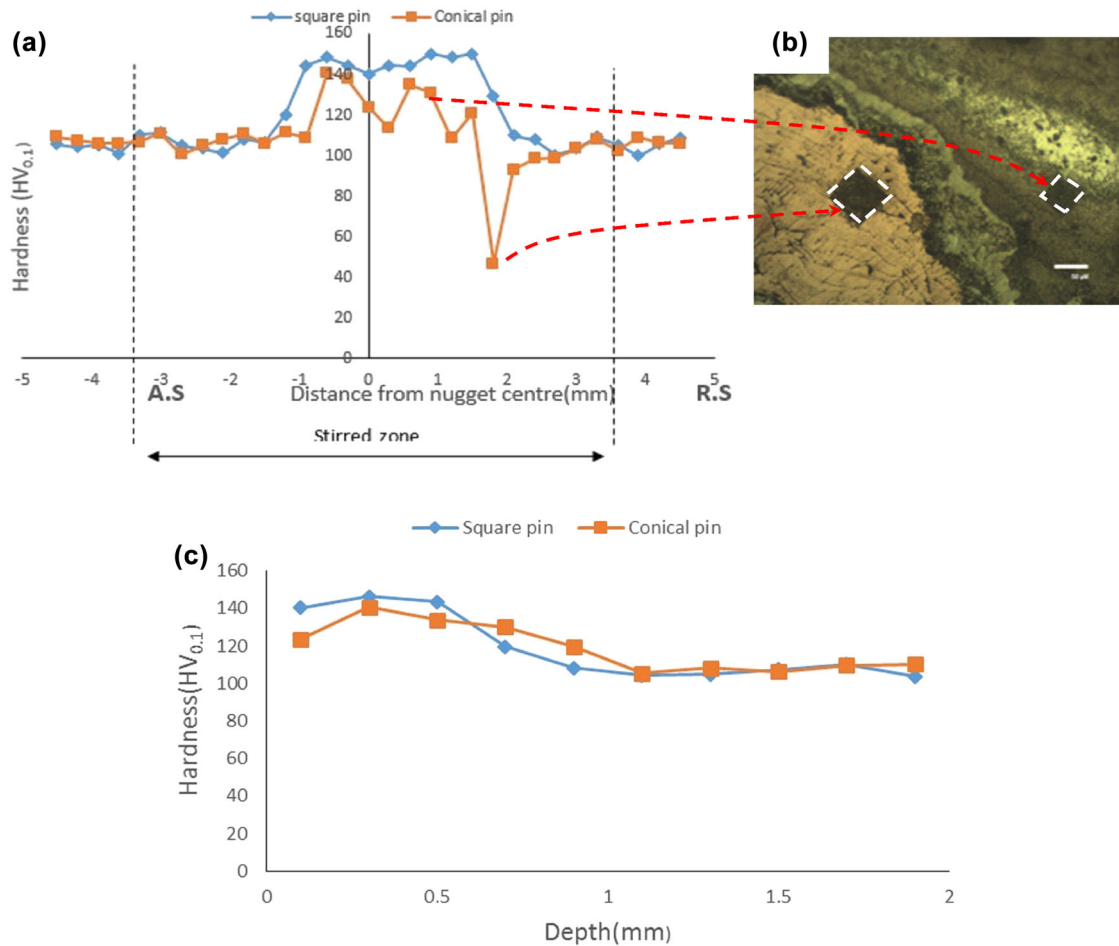 square pin Conical pin
(a)
(b)
160
140
120
100
80
60
40
20
0
Hardness (HV0.1)
-5 -4 -3 -2 -1 0 1 2 3 4 5
A.S Distance from nugget centre(mm) R.S
Stirred zone
Square pin Conical pin
(c)
160
140
120
100
80
60
40
20
0
Hardness(HV0.1)
0 0.5 1 1.5 2
Depth(mm)